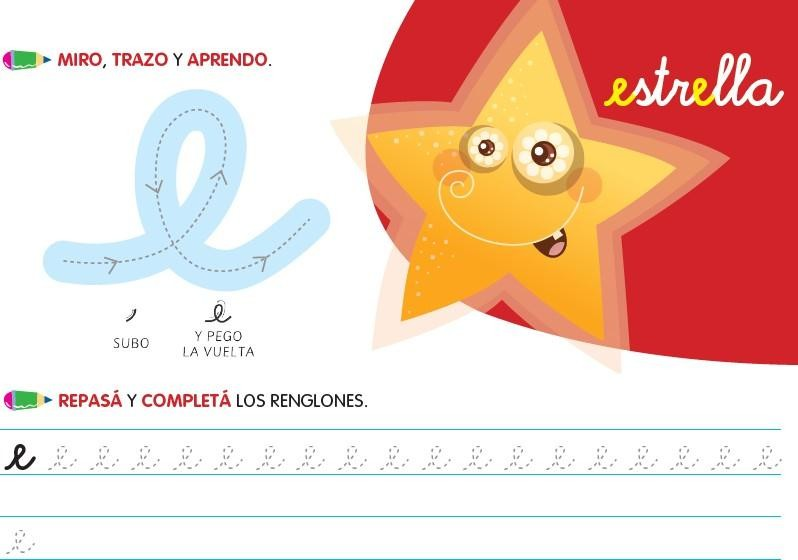 MIRO, TRAZO Y APRENDO.
estrella
SUBO
e
Y PEGO
LA VUELTA
REPASÁ Y COMPLETÁ LOS RENGLONES.
e e e e e e e e e e e e e e e e e e e
e